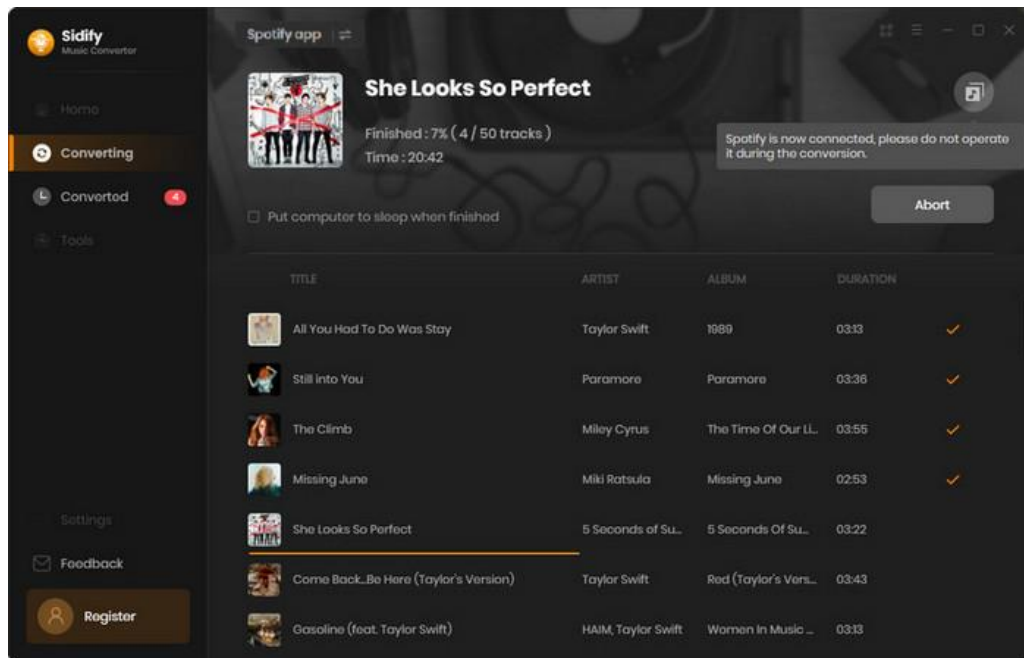 Sidify
Music Converter
Home
Converting
Converted 4
Tools
Settings
Feedback
Register
Spotify app
She Looks So Perfect
Finished : 7% ( 4 / 50 tracks )
Time : 20:42
Spotify is now connected, please do not operate
it during the conversion.
Put computer to sleep when finished
Abort
TITLE ARTIST ALBUM DURATION
All You Had To Do Was Stay Taylor Swift 1989 03:13
Still into You Paramore Paramore 03:36
The Climb Miley Cyrus The Time Of Our Li... 03:55
Missing June Miki Ratsula Missing June 02:53
She Looks So Perfect 5 Seconds of Su... 5 Seconds Of Su... 03:22
Come Back...Be Here (Taylor's Version) Taylor Swift Red (Taylor's Vers... 03:43
Gasoline (feat. Taylor Swift) HAIM, Taylor Swift Women In Music ... 03:13